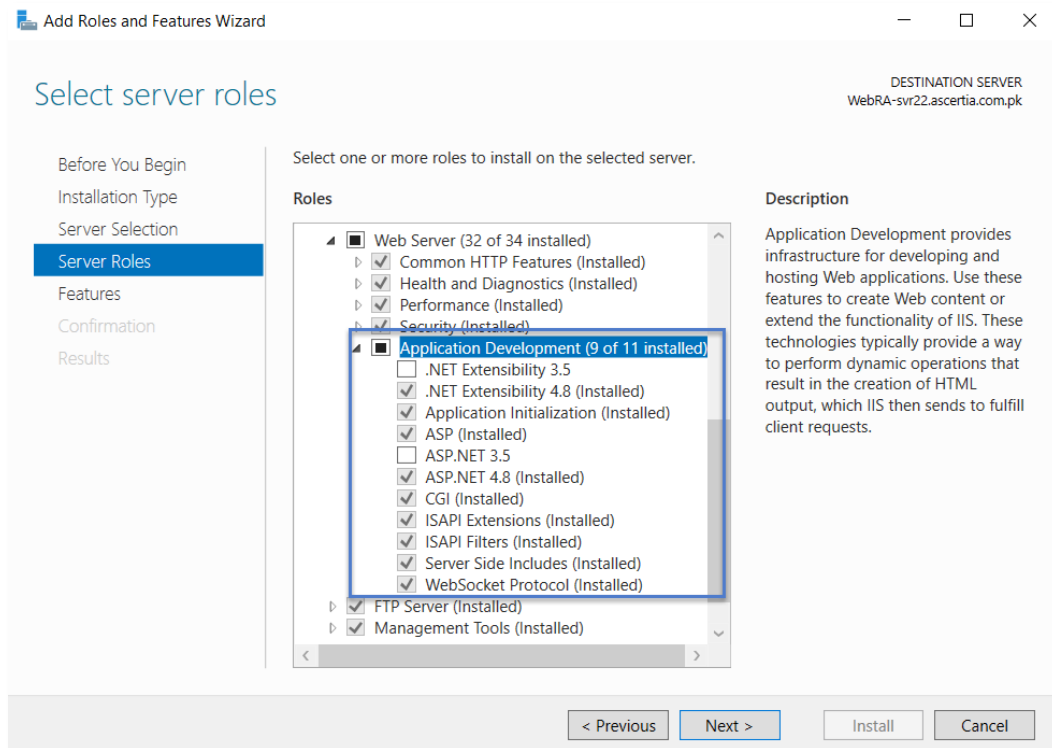 Add Roles and Features Wizard
Select server roles
DESTINATION SERVER
WebRA-svr22.ascertia.com.pk
Before You Begin
Installation Type
Server Selection
Server Roles
Features
Confirmation
Results
Select one or more roles to install on the selected server.
Roles
Web Server (32 of 34 installed)
Common HTTP Features (Installed)
Health and Diagnostics (Installed)
Performance (Installed)
Security (Installed)
Application Development (9 of 11 installed)
.NET Extensibility 3.5
.NET Extensibility 4.8 (Installed)
Application Initialization (Installed)
ASP (Installed)
ASP.NET 3.5
ASP.NET 4.8 (Installed)
CGI (Installed)
ISAPI Extensions (Installed)
ISAPI Filters (Installed)
Server Side Includes (Installed)
WebSocket Protocol (Installed)
FTP Server (Installed)
Management Tools (Installed)
Description
Application Development provides
infrastructure for developing and
hosting Web applications. Use these
features to create Web content or
extend the functionality of IIS. These
technologies typically provide a way
to perform dynamic operations that
result in the creation of HTML
output, which IIS then sends to fulfill
client requests.
< Previous
Next >
Install
Cancel